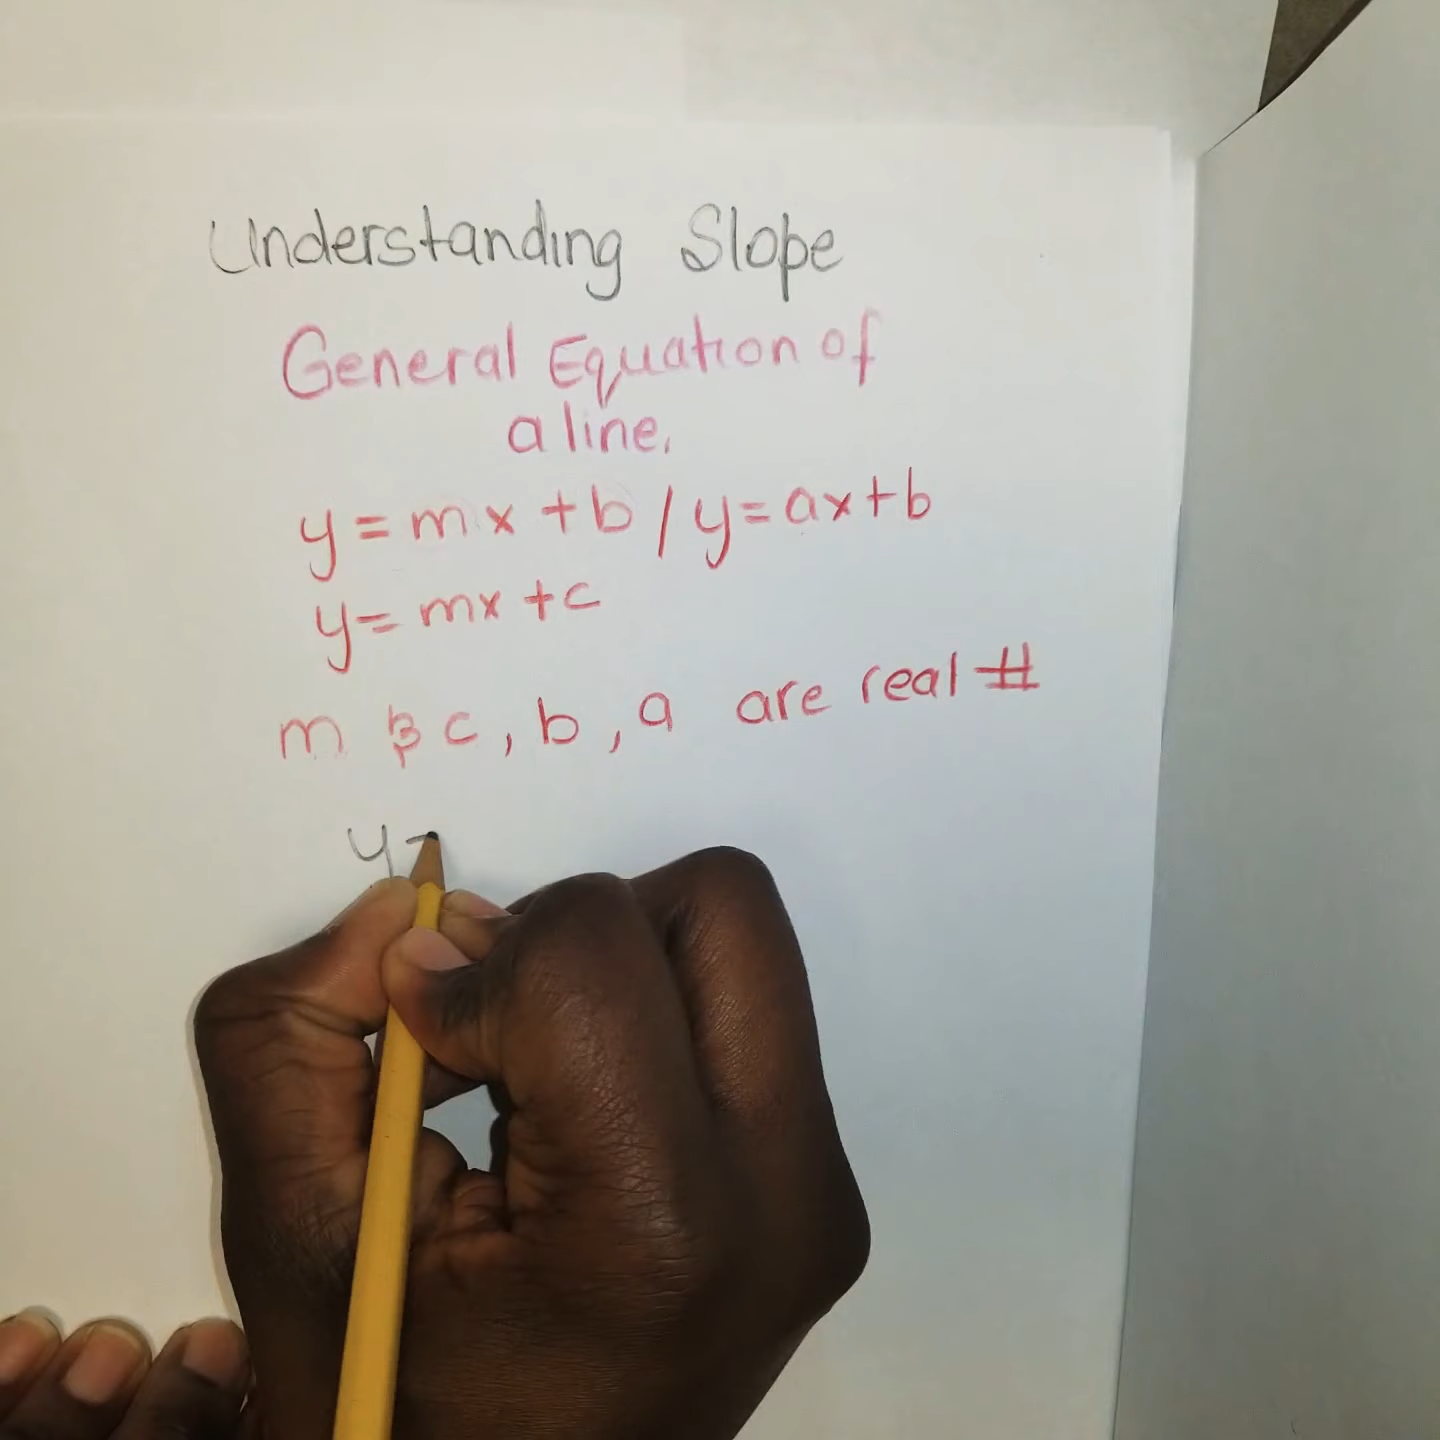 Understanding Slope
General Equation of
a line.
y = mx + b / y = ax + b
y = mx + c
m & c, b, a are real #
y -